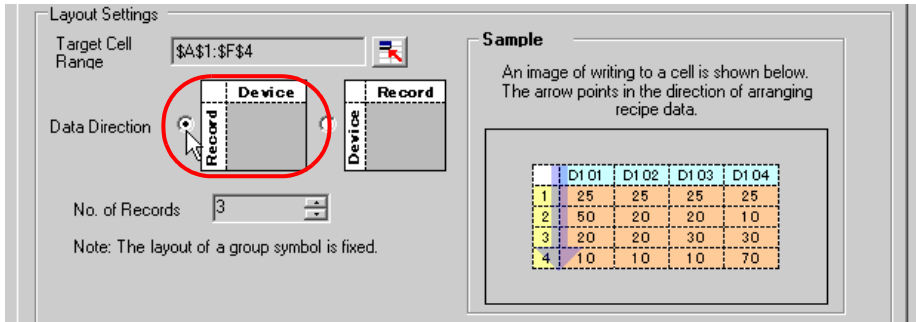 Layout Settings
Target Cell
Range
$A$1:$F$4
Data Direction
Device
Record
Record
Device
No. of Records
3
Note: The layout of a group symbol is fixed.
Sample
An image of writing to a cell is shown below.
The arrow points in the direction of arranging
recipe data.
D101 D102 D103 D104
1 25 25 25 25
2 50 20 20 10
3 20 20 30 30
4 10 10 10 70